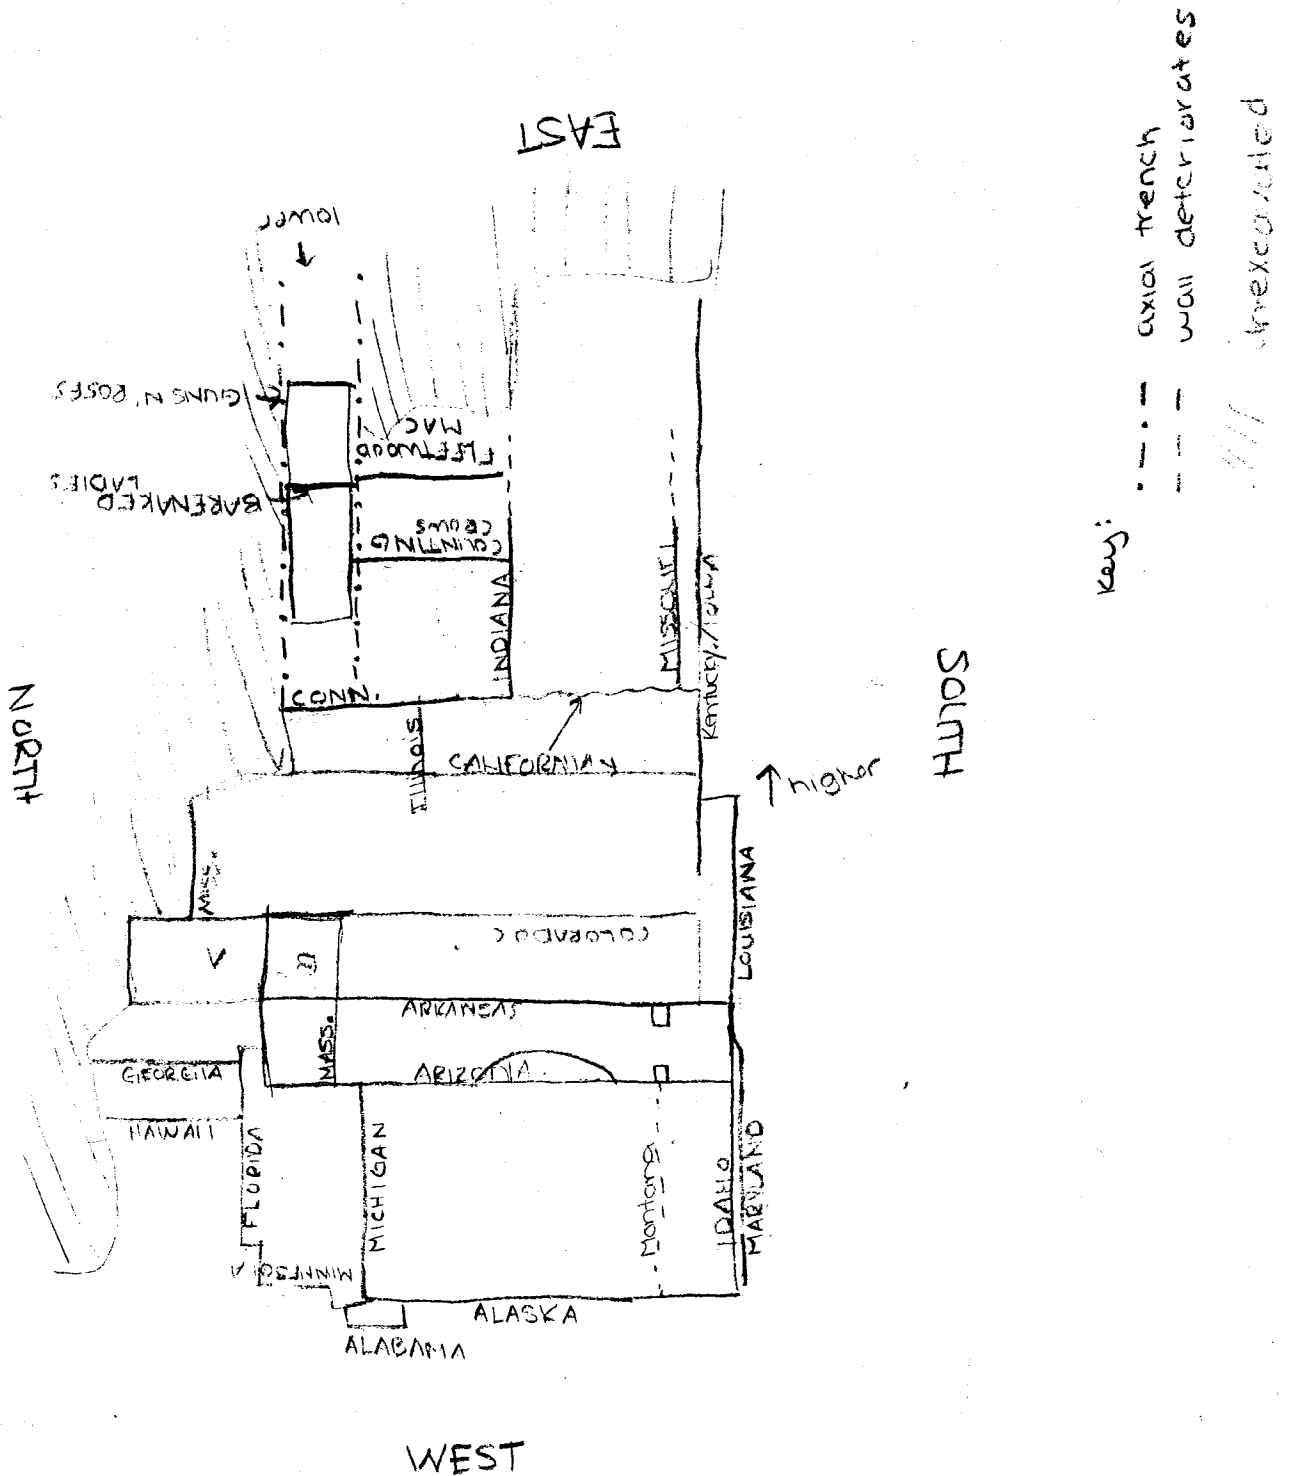 EAST
lower
GUNS N' ROSES
BARENAKED
LADIES
FLEETWOOD
MAC
COUNTING
CROWS
INDIANA
MISSOURI
Kentucky/IOWA
CONN.
ILLINOIS
CALIFORNIA
higher
NORTH
SOUTH
MISS.
LOUISIANA
V
COLORADO
ARKANSAS
MASS.
ARIZONA
GEORGIA
HAWAII
FLORIDA
MICHIGAN
Montana
IDAHO
MARYLAND
MINNESOTA
ALASKA
ALABAMA
WEST
Key:
axial trench
wall deteriorates
unexcavated